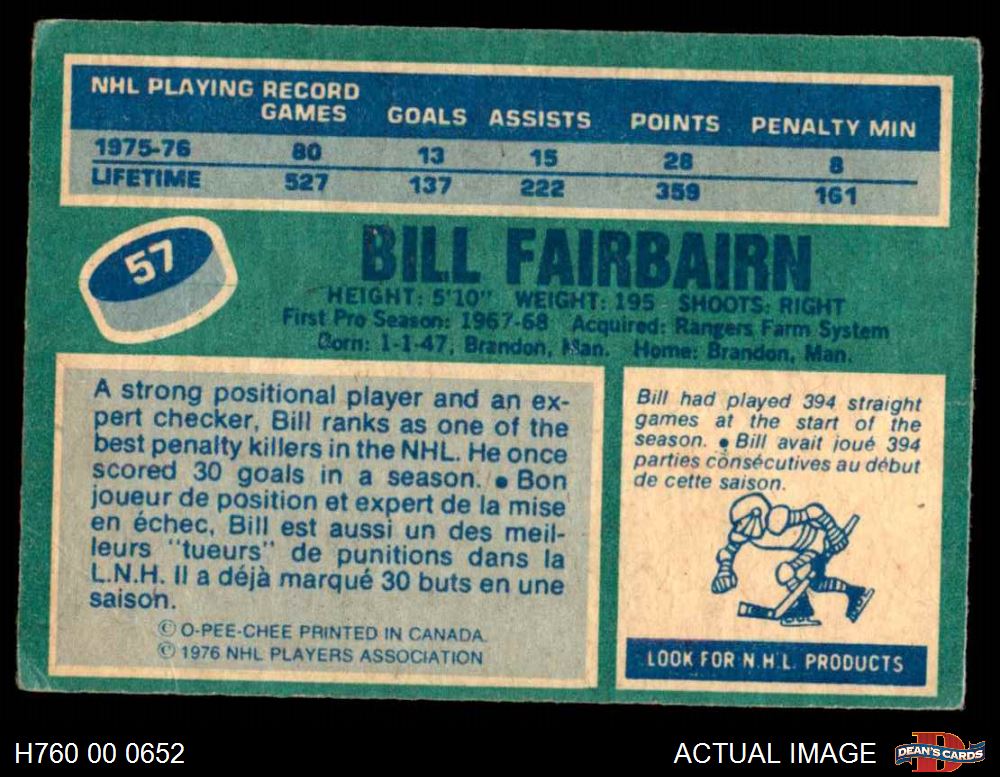 NHL PLAYING RECORD
GAMES GOALS ASSISTS POINTS PENALTY MIN
1975-76 80 13 15 28 8
LIFETIME 527 137 222 359 161
57
BILL FAIRBAIRN
HEIGHT: 5'10" WEIGHT: 195 SHOOTS: RIGHT
First Pro Season: 1967-68 Acquired: Rangers Farm System
Born: 1-1-47, Brandon, Man. Home: Brandon, Man.
A strong positional player and an ex-
pert checker, Bill ranks as one of the
best penalty killers in the NHL. He once
scored 30 goals in a season. • Bon
joueur de position et expert de la mise
en échec, Bill est aussi un des meil-
leurs "tueurs" de punitions dans la
L.N.H. Il a déjà marqué 30 buts en une
saison.
© O-PEE-CHEE PRINTED IN CANADA.
© 1976 NHL PLAYERS ASSOCIATION
Bill had played 394 straight
games at the start of the
season. • Bill avait joué 394
parties consécutives au début
de cette saison.
LOOK FOR N.H.L. PRODUCTS
H760 00 0652
ACTUAL IMAGE
DEAN'S CARDS